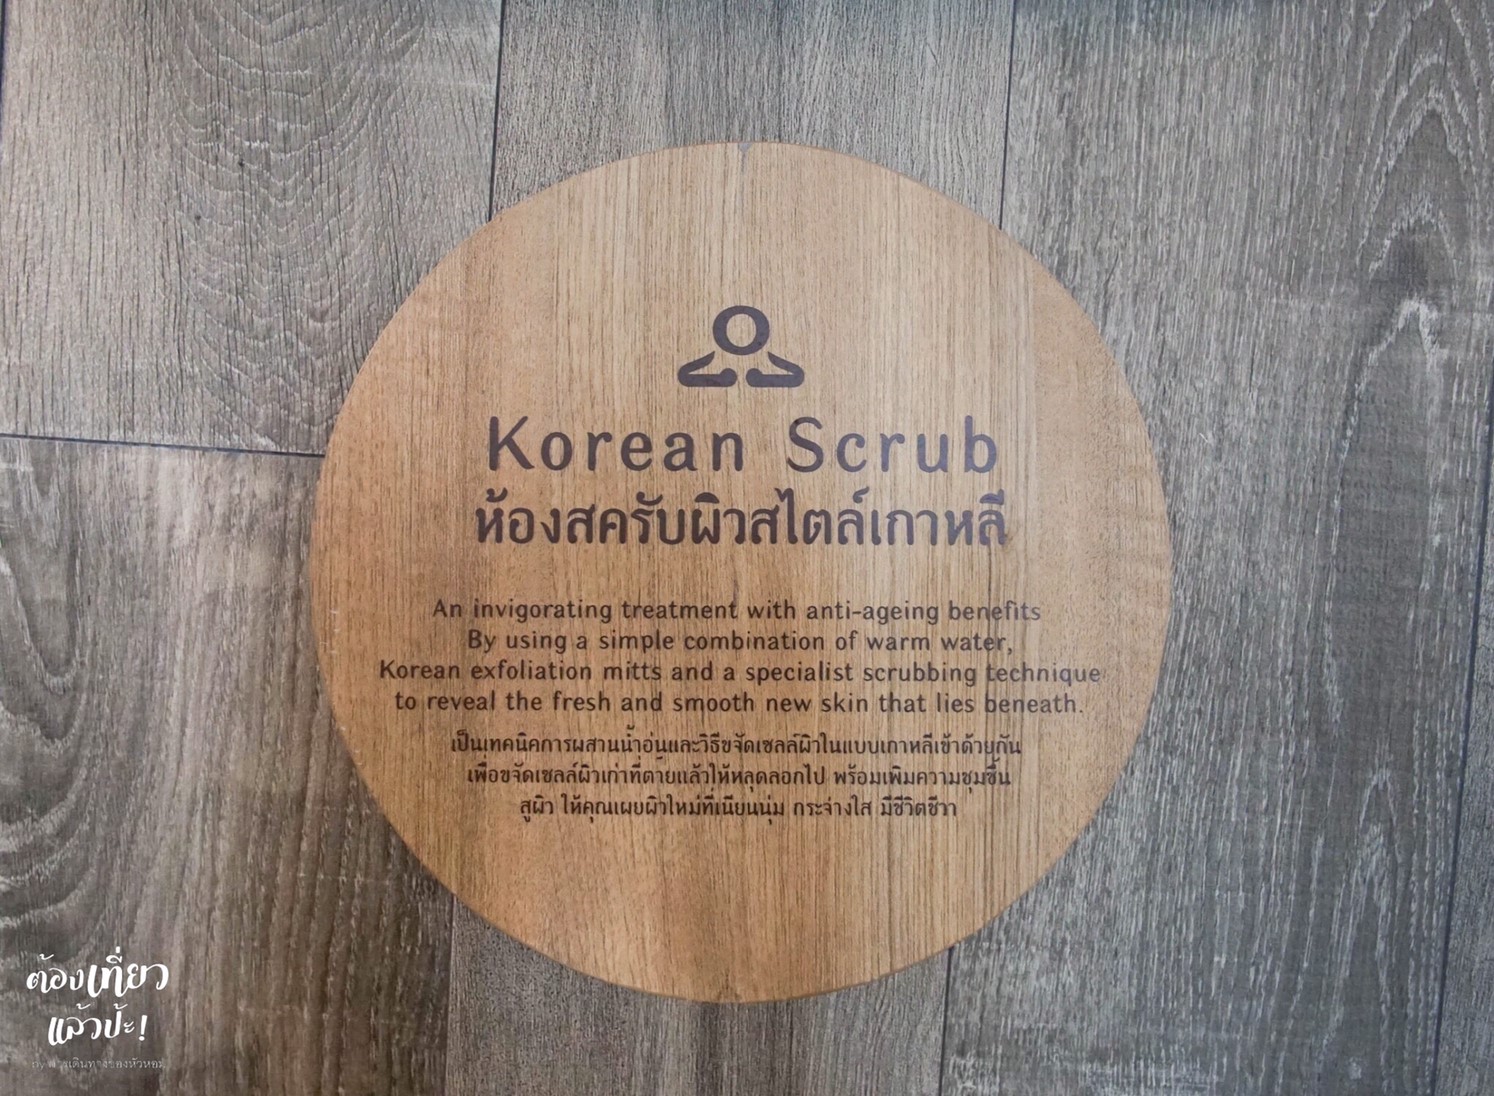 Korean Scrub
ห้องสครับผิวสไตล์เกาหลี
An invigorating treatment with anti-ageing benefits
By using a simple combination of warm water,
Korean exfoliation mitts and a specialist scrubbing technique
to reveal the fresh and smooth new skin that lies beneath.
เป็นเทคนิคการผสานน้ำอุ่นและวิธีขจัดเซลล์ผิวในแบบเกาหลีเข้าด้วยกัน
เพื่อขจัดเซลล์ผิวเก่าที่ตายแล้วให้หลุดลอกไป พร้อมเพิ่มความชุ่มชื้น
สู่ผิว ให้คุณเผยผิวใหม่ที่เนียนนุ่ม กระจ่างใส มีชีวิตชีวา
ต้องเที่ยว
แล้วป้ะ!